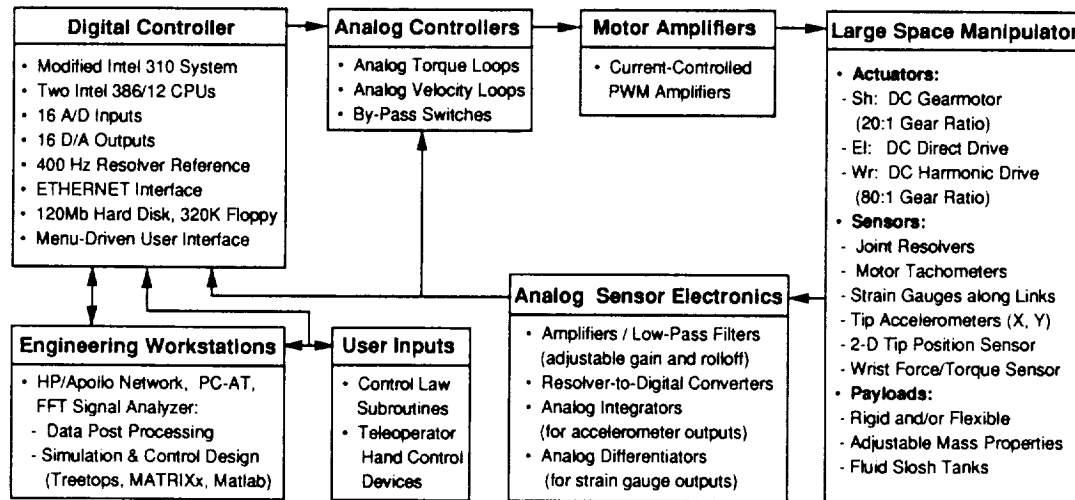 Digital Controller
• Modified Intel 310 System
• Two Intel 386/12 CPUs
• 16 A/D Inputs
• 16 D/A Outputs
• 400 Hz Resolver Reference
• ETHERNET Interface
• 120Mb Hard Disk, 320K Floppy
• Menu-Driven User Interface
Analog Controllers
• Analog Torque Loops
• Analog Velocity Loops
• By-Pass Switches
Motor Amplifiers
• Current-Controlled
PWM Amplifiers
Large Space Manipulator
• Actuators:
- Sh: DC Gearmotor
(20:1 Gear Ratio)
- El: DC Direct Drive
- Wr: DC Harmonic Drive
(80:1 Gear Ratio)
• Sensors:
- Joint Resolvers
- Motor Tachometers
- Strain Gauges along Links
- Tip Accelerometers (X, Y)
- 2-D Tip Position Sensor
- Wrist Force/Torque Sensor
• Payloads:
- Rigid and/or Flexible
- Adjustable Mass Properties
- Fluid Slosh Tanks
Engineering Workstations
• HP/Apollo Network, PC-AT,
FFT Signal Analyzer:
- Data Post Processing
- Simulation & Control Design
(Treetops, MATRIXx, Matlab)
User Inputs
• Control Law
Subroutines
• Teleoperator
Hand Control
Devices
Analog Sensor Electronics
• Amplifiers / Low-Pass Filters
(adjustable gain and rolloff)
• Resolver-to-Digital Converters
• Analog Integrators
(for accelerometer outputs)
• Analog Differentiators
(for strain gauge outputs)